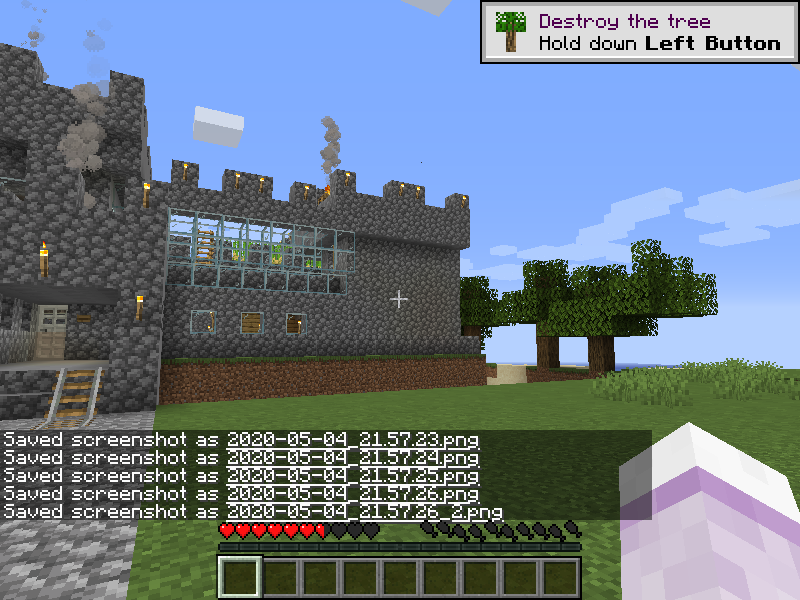 Destroy the tree
Hold down Left Button
Saved screenshot as 2020-05-04_21.57.23.png
Saved screenshot as 2020-05-04_21.57.24.png
Saved screenshot as 2020-05-04_21.57.25.png
Saved screenshot as 2020-05-04_21.57.26.png
Saved screenshot as 2020-05-04_21.57.26_2.png